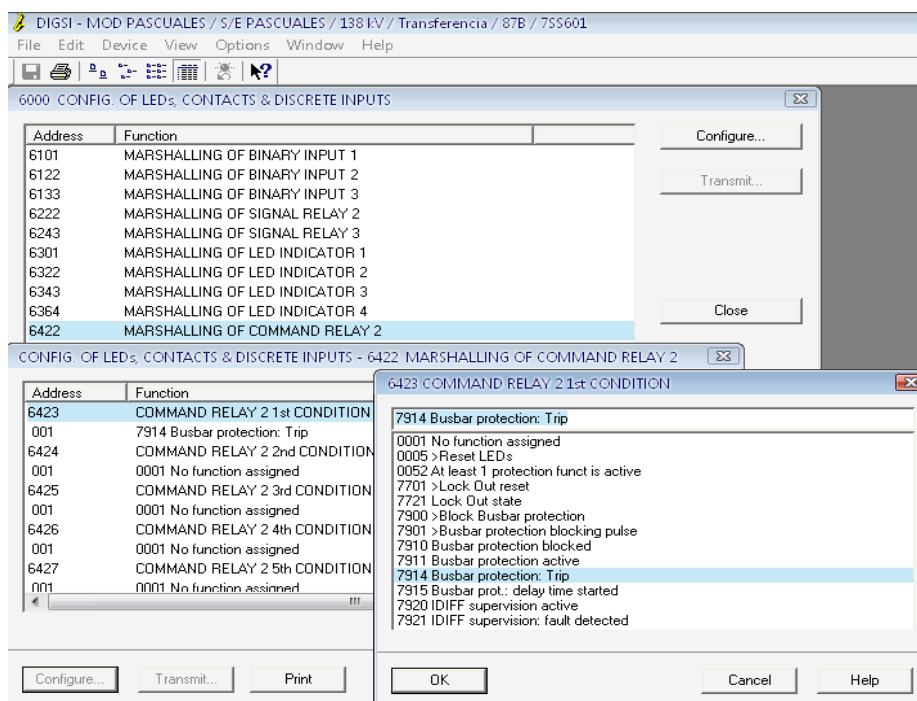 DIGSI - MOD PASCUALES / S/E PASCUALES / 138 kV / Transferencia / 87B / 7SS601
File Edit Device View Options Window Help
6000 CONFIG. OF LEDs, CONTACTS & DISCRETE INPUTS
Address Function
6101 MARSHALLING OF BINARY INPUT 1
6122 MARSHALLING OF BINARY INPUT 2
6133 MARSHALLING OF BINARY INPUT 3
6222 MARSHALLING OF SIGNAL RELAY 2
6243 MARSHALLING OF SIGNAL RELAY 3
6301 MARSHALLING OF LED INDICATOR 1
6322 MARSHALLING OF LED INDICATOR 2
6343 MARSHALLING OF LED INDICATOR 3
6364 MARSHALLING OF LED INDICATOR 4
6422 MARSHALLING OF COMMAND RELAY 2
Configure...
Transmit...
Close
CONFIG. OF LEDs, CONTACTS & DISCRETE INPUTS - 6422 MARSHALLING OF COMMAND RELAY 2
Address Function
6423 COMMAND RELAY 2 1st CONDITION
001 7914 Busbar protection: Trip
6424 COMMAND RELAY 2 2nd CONDITION
001 0001 No function assigned
6425 COMMAND RELAY 2 3rd CONDITION
001 0001 No function assigned
6426 COMMAND RELAY 2 4th CONDITION
001 0001 No function assigned
6427 COMMAND RELAY 2 5th CONDITION
001 0001 No function assigned
Configure... Transmit... Print
6423 COMMAND RELAY 2 1st CONDITION
7914 Busbar protection: Trip
0001 No function assigned
0005 >Reset LEDs
0052 At least 1 protection funct is active
7701 >Lock Out reset
7721 Lock Out state
7900 >Block Busbar protection
7901 >Busbar protection blocking pulse
7910 Busbar protection blocked
7911 Busbar protection active
7914 Busbar protection: Trip
7915 Busbar prot.: delay time started
7920 IDIFF supervision active
7921 IDIFF supervision: fault detected
OK Cancel Help